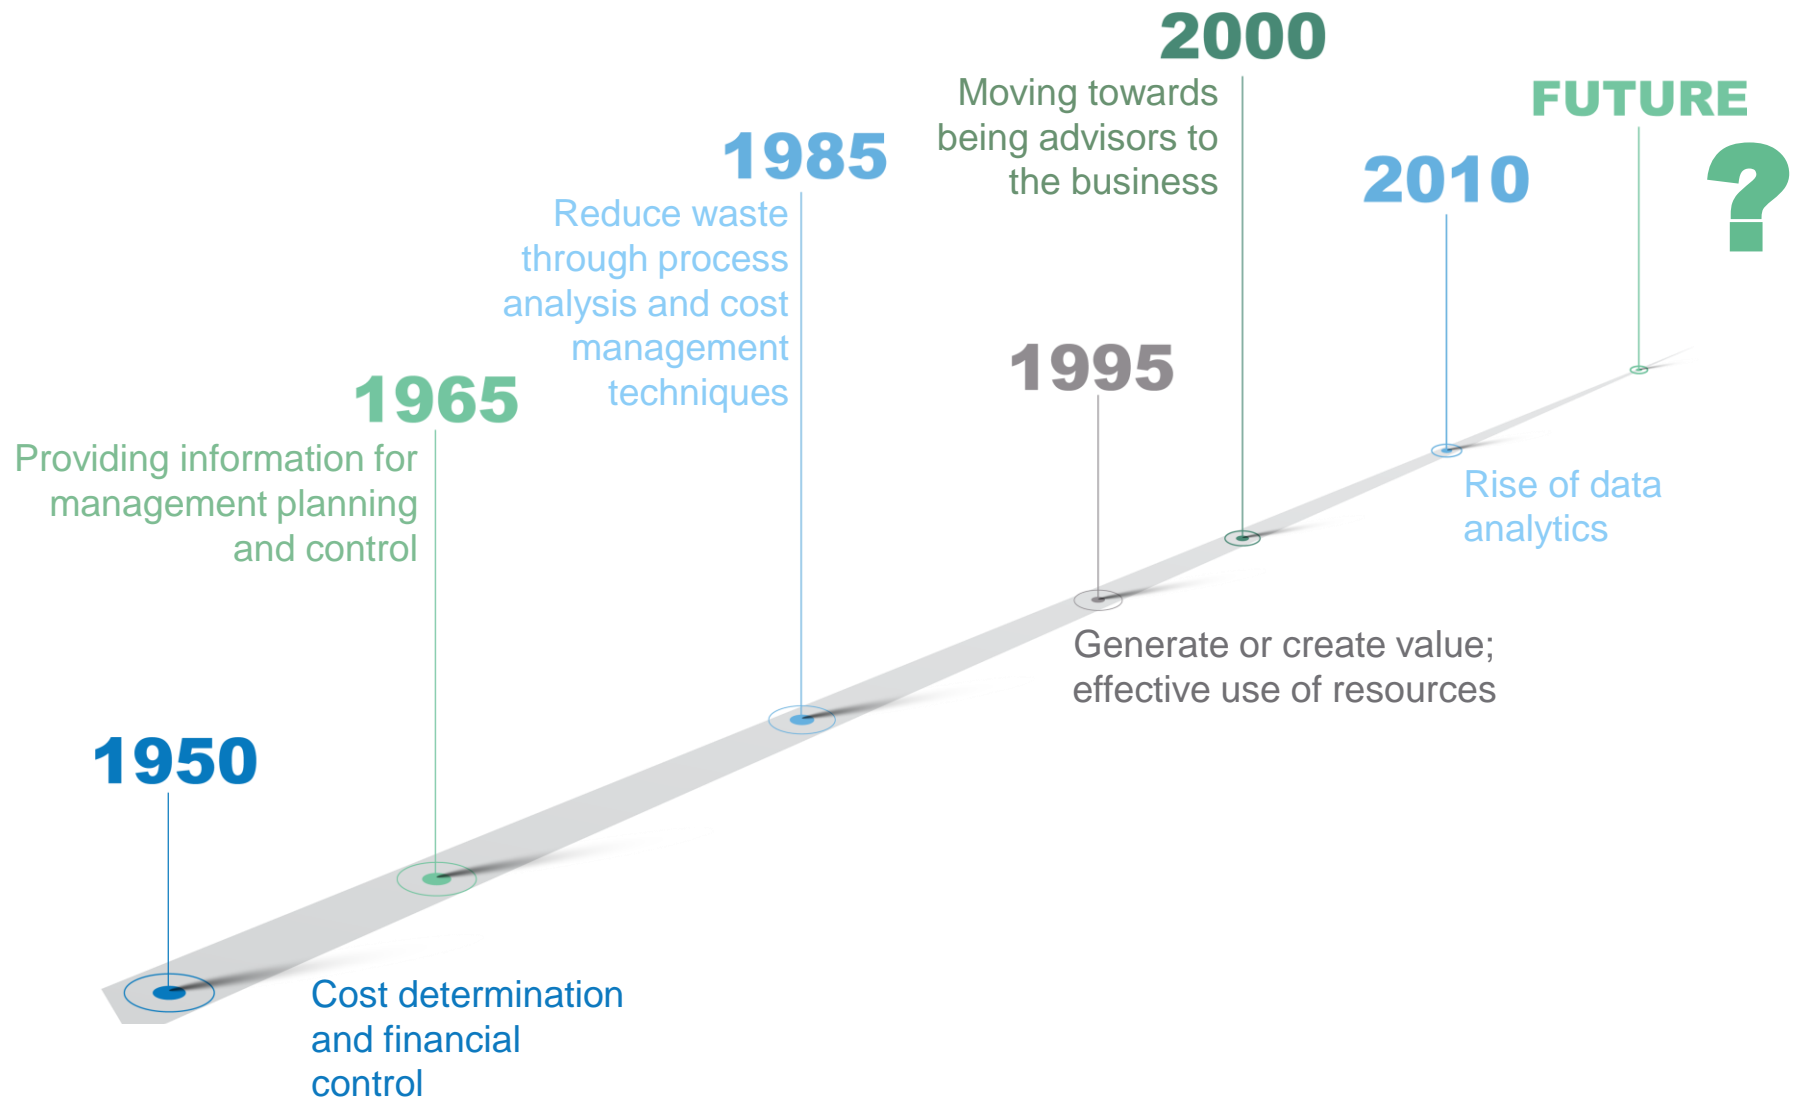 1950
Cost determination
and financial
control
1965
Providing information for
management planning
and control
1985
Reduce waste
through process
analysis and cost
management
techniques
1995
Generate or create value;
effective use of resources
2000
Moving towards
being advisors to
the business
2010
Rise of data
analytics
FUTURE
?